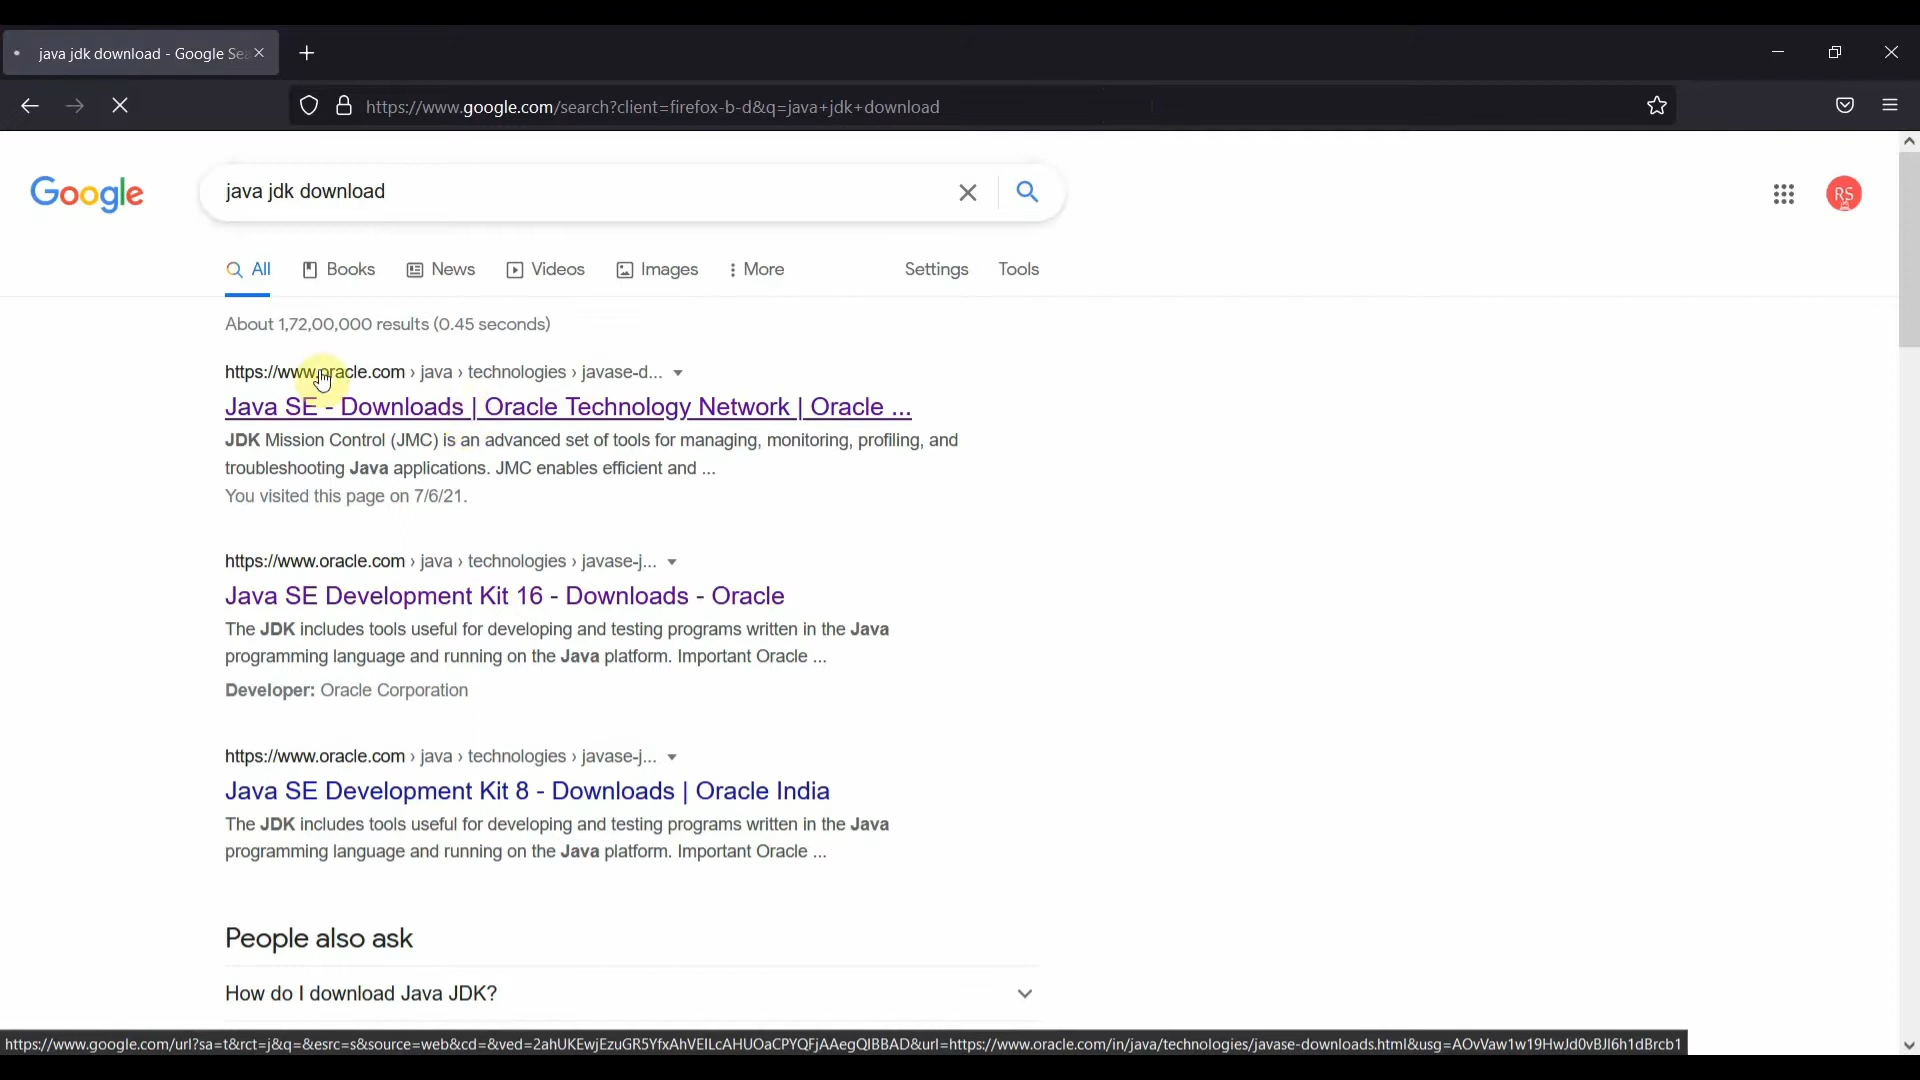 java jdk download - Google Sea
https://www.google.com/search?client=firefox-b-d&q=java+jdk+download
Google
java jdk download
RS
All Books News Videos Images More Settings Tools
About 1,72,00,000 results (0.45 seconds)
https://www.oracle.com › java › technologies › javase-d...
Java SE - Downloads | Oracle Technology Network | Oracle ...
JDK Mission Control (JMC) is an advanced set of tools for managing, monitoring, profiling, and
troubleshooting Java applications. JMC enables efficient and ...
You visited this page on 7/6/21.
https://www.oracle.com › java › technologies › javase-j...
Java SE Development Kit 16 - Downloads - Oracle
The JDK includes tools useful for developing and testing programs written in the Java
programming language and running on the Java platform. Important Oracle ...
Developer: Oracle Corporation
https://www.oracle.com › java › technologies › javase-j...
Java SE Development Kit 8 - Downloads | Oracle India
The JDK includes tools useful for developing and testing programs written in the Java
programming language and running on the Java platform. Important Oracle ...
People also ask
How do I download Java JDK?
https://www.google.com/url?sa=t&rct=j&q=&esrc=s&source=web&cd=&ved=2ahUKEwjEzuGR5YfxAhVEILcAHUOaCPYQFjAAegQIBBAD&url=https://www.oracle.com/in/java/technologies/javase-downloads.html&usg=AOvVaw1w19HwJd0vBJl6h1dBrcb1